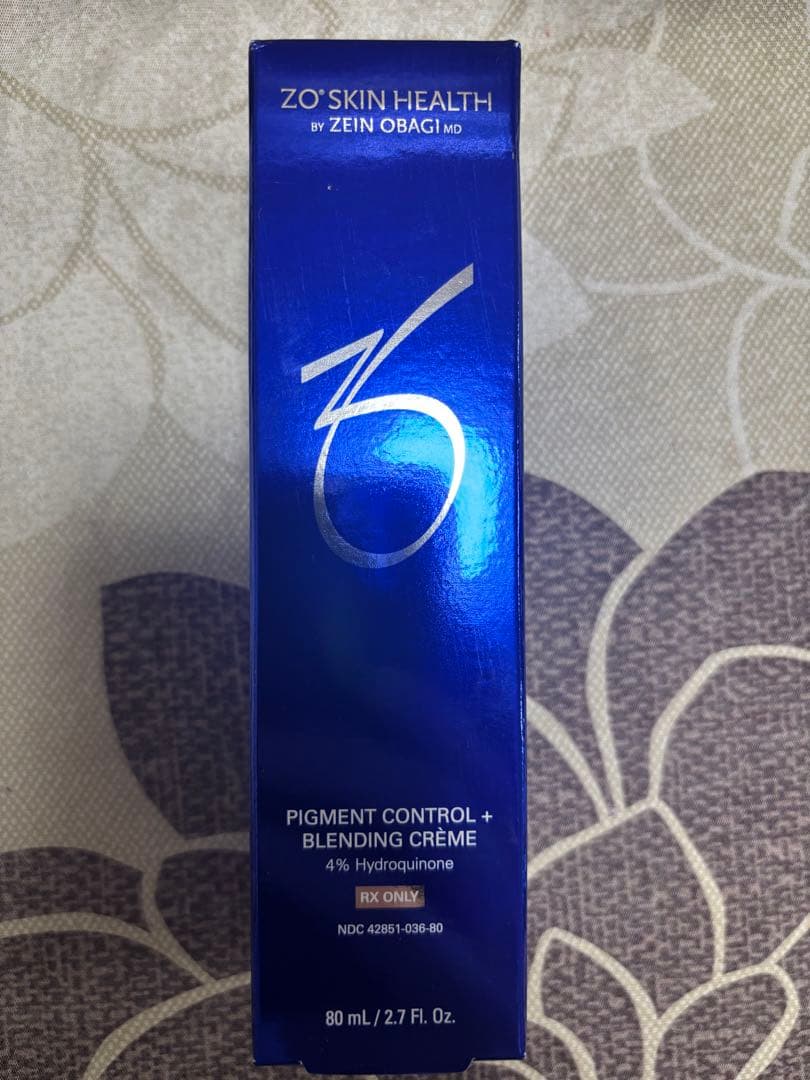 ZO® SKIN HEALTH
BY ZEIN OBAGI MD
ZO
PIGMENT CONTROL +
BLENDING CRÈME
4% Hydroquinone
RX ONLY
NDC 42851-036-80
80 mL / 2.7 Fl. Oz.